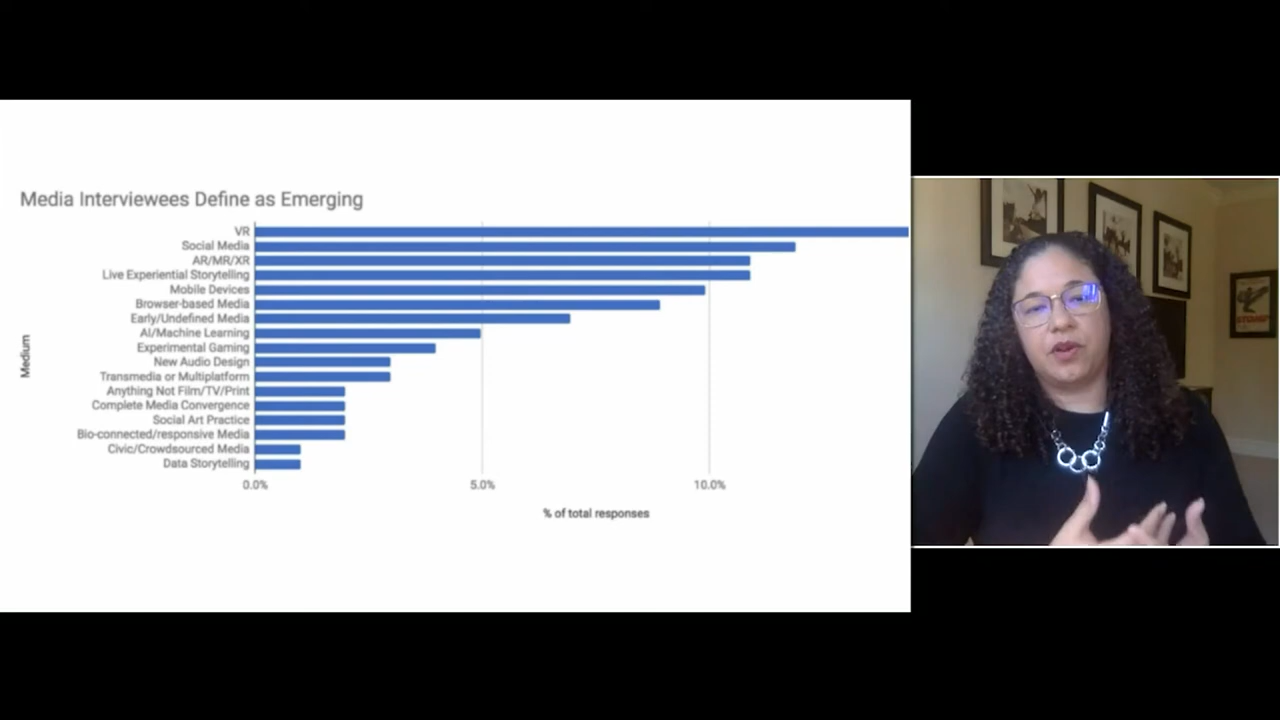 Media Interviewees Define as Emerging
VR
Social Media
AR/MR/XR
Live Experiential Storytelling
Mobile Devices
Browser-based Media
Early/Undefined Media
AI/Machine Learning
Experimental Gaming
New Audio Design
Transmedia or Multiplatform
Anything Not Film/TV/Print
Complete Media Convergence
Social Art Practice
Bio-connected/responsive Media
Civic/Crowdsourced Media
Data Storytelling
Medium
0.0% 5.0% 10.0%
% of total responses